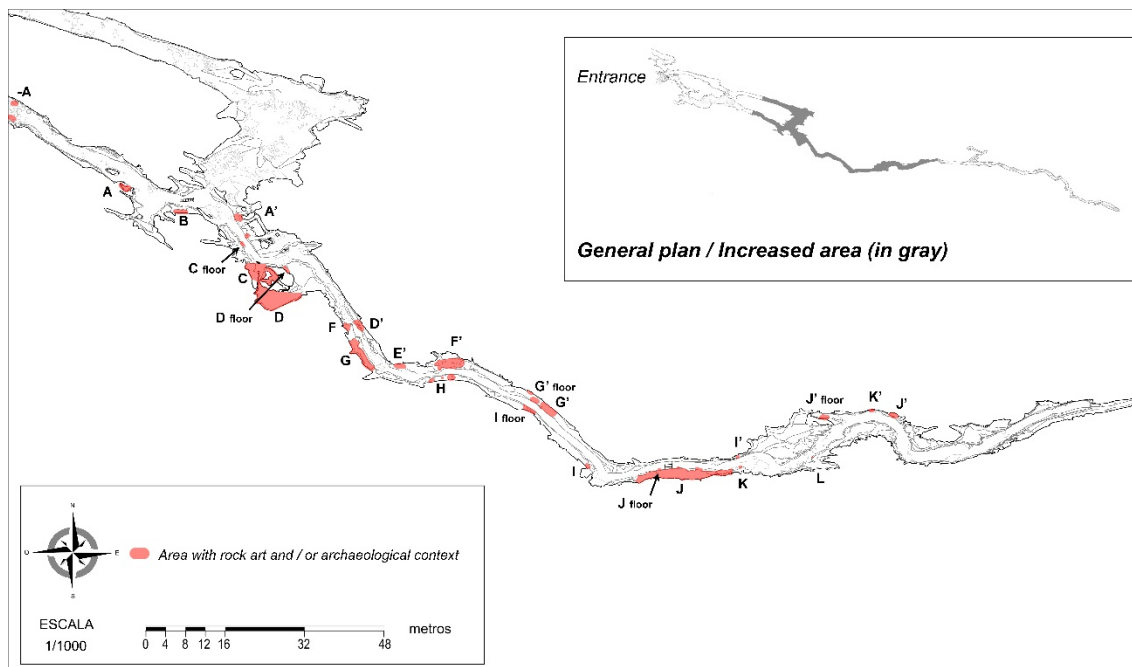 Entrance
General plan / Increased area (in gray)
-A
A
B
A'
C floor
C
D floor
D
F
D'
G
E'
F'
H
G' floor
G'
I floor
I
J floor
J
I'
K
J' floor
K'
J'
L
N
O
E
S
Area with rock art and / or archaeological context
ESCALA
1/1000
metros
0 4 8 12 16 32 48